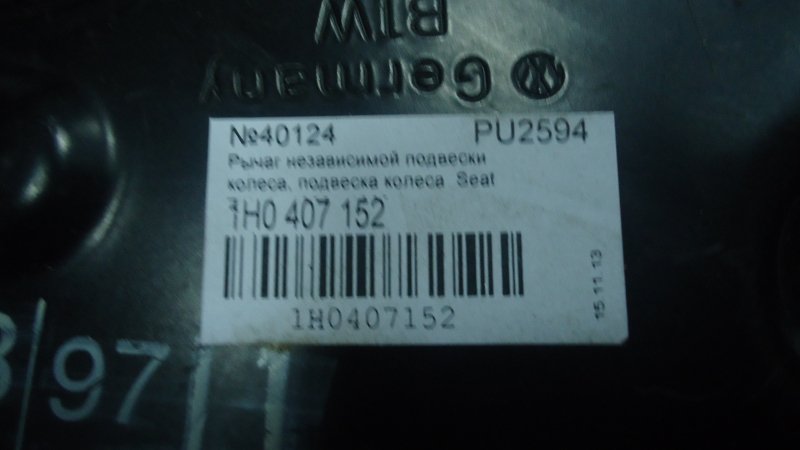 B1W
Germany
№40124 PU2594
Рычаг независимой подвески
колеса, подвеска колеса Seat
1H0 407 152
1H0407152
15.11.13
97